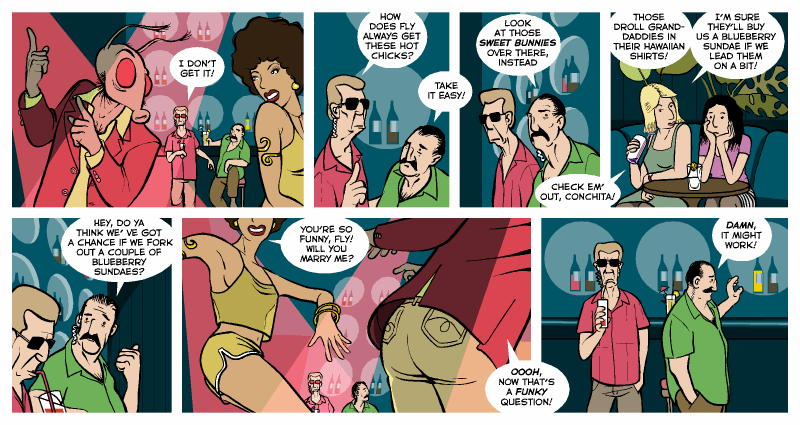 I DON'T
GET IT!
HOW
DOES FLY
ALWAYS GET
THESE HOT
CHICKS?
TAKE
IT EASY!
LOOK
AT THOSE
SWEET BUNNIES
OVER THERE,
INSTEAD
THOSE
DROLL GRAND-
DADDIES IN
THEIR HAWAIIAN
SHIRTS!
I'M SURE
THEY'LL BUY
US A BLUEBERRY
SUNDAE IF WE
LEAD THEM
ON A BIT!
CHECK EM'
OUT, CONCHITA!
HEY, DO YA
THINK WE' VE GOT
A CHANCE IF WE FORK
OUT A COUPLE OF
BLUEBERRY
SUNDAES?
YOU'RE SO
FUNNY, FLY!
WILL YOU
MARRY ME?
OOOH,
NOW THAT'S
A FUNKY
QUESTION!
DAMN,
IT MIGHT
WORK!